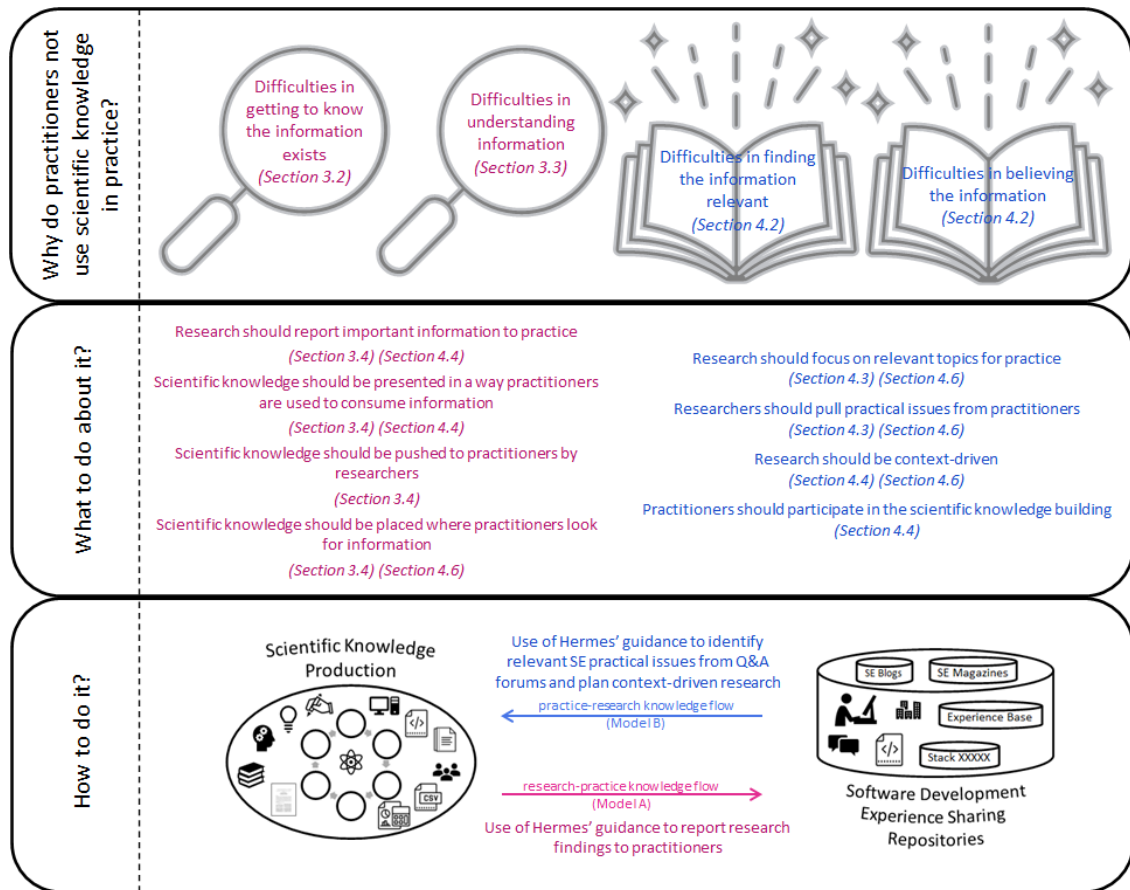 Why do practitioners not
use scientific knowledge
in practice?
Difficulties in
getting to know
the information
exists
(Section 3.2)
Difficulties in
understanding
information
(Section 3.3)
Difficulties in finding
the information
relevant
(Section 4.2)
Difficulties in believing
the information
(Section 4.2)
What to do about it?
Research should report important information to practice
(Section 3.4) (Section 4.4)
Scientific knowledge should be presented in a way practitioners
are used to consume information
(Section 3.4) (Section 4.4)
Scientific knowledge should be pushed to practitioners by
researchers
(Section 3.4)
Scientific knowledge should be placed where practitioners look
for information
(Section 3.4) (Section 4.6)
Research should focus on relevant topics for practice
(Section 4.3) (Section 4.6)
Researchers should pull practical issues from practitioners
(Section 4.3) (Section 4.6)
Research should be context-driven
(Section 4.4) (Section 4.6)
Practitioners should participate in the scientific knowledge building
(Section 4.4)
How to do it?
Scientific Knowledge
Production
CSV
Use of Hermes' guidance to identify
relevant SE practical issues from Q&A
forums and plan context-driven research
practice-research knowledge flow
(Model B)
research-practice knowledge flow
(Model A)
Use of Hermes' guidance to report research
findings to practitioners
SE Blogs
SE Magazines
Experience Base
Stack XXXXX
Software Development
Experience Sharing
Repositories